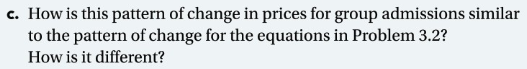 c. How is this pattern of change in prices for group admissions similar
to the pattern of change for the equations in Problem 3.2?
How is it different?